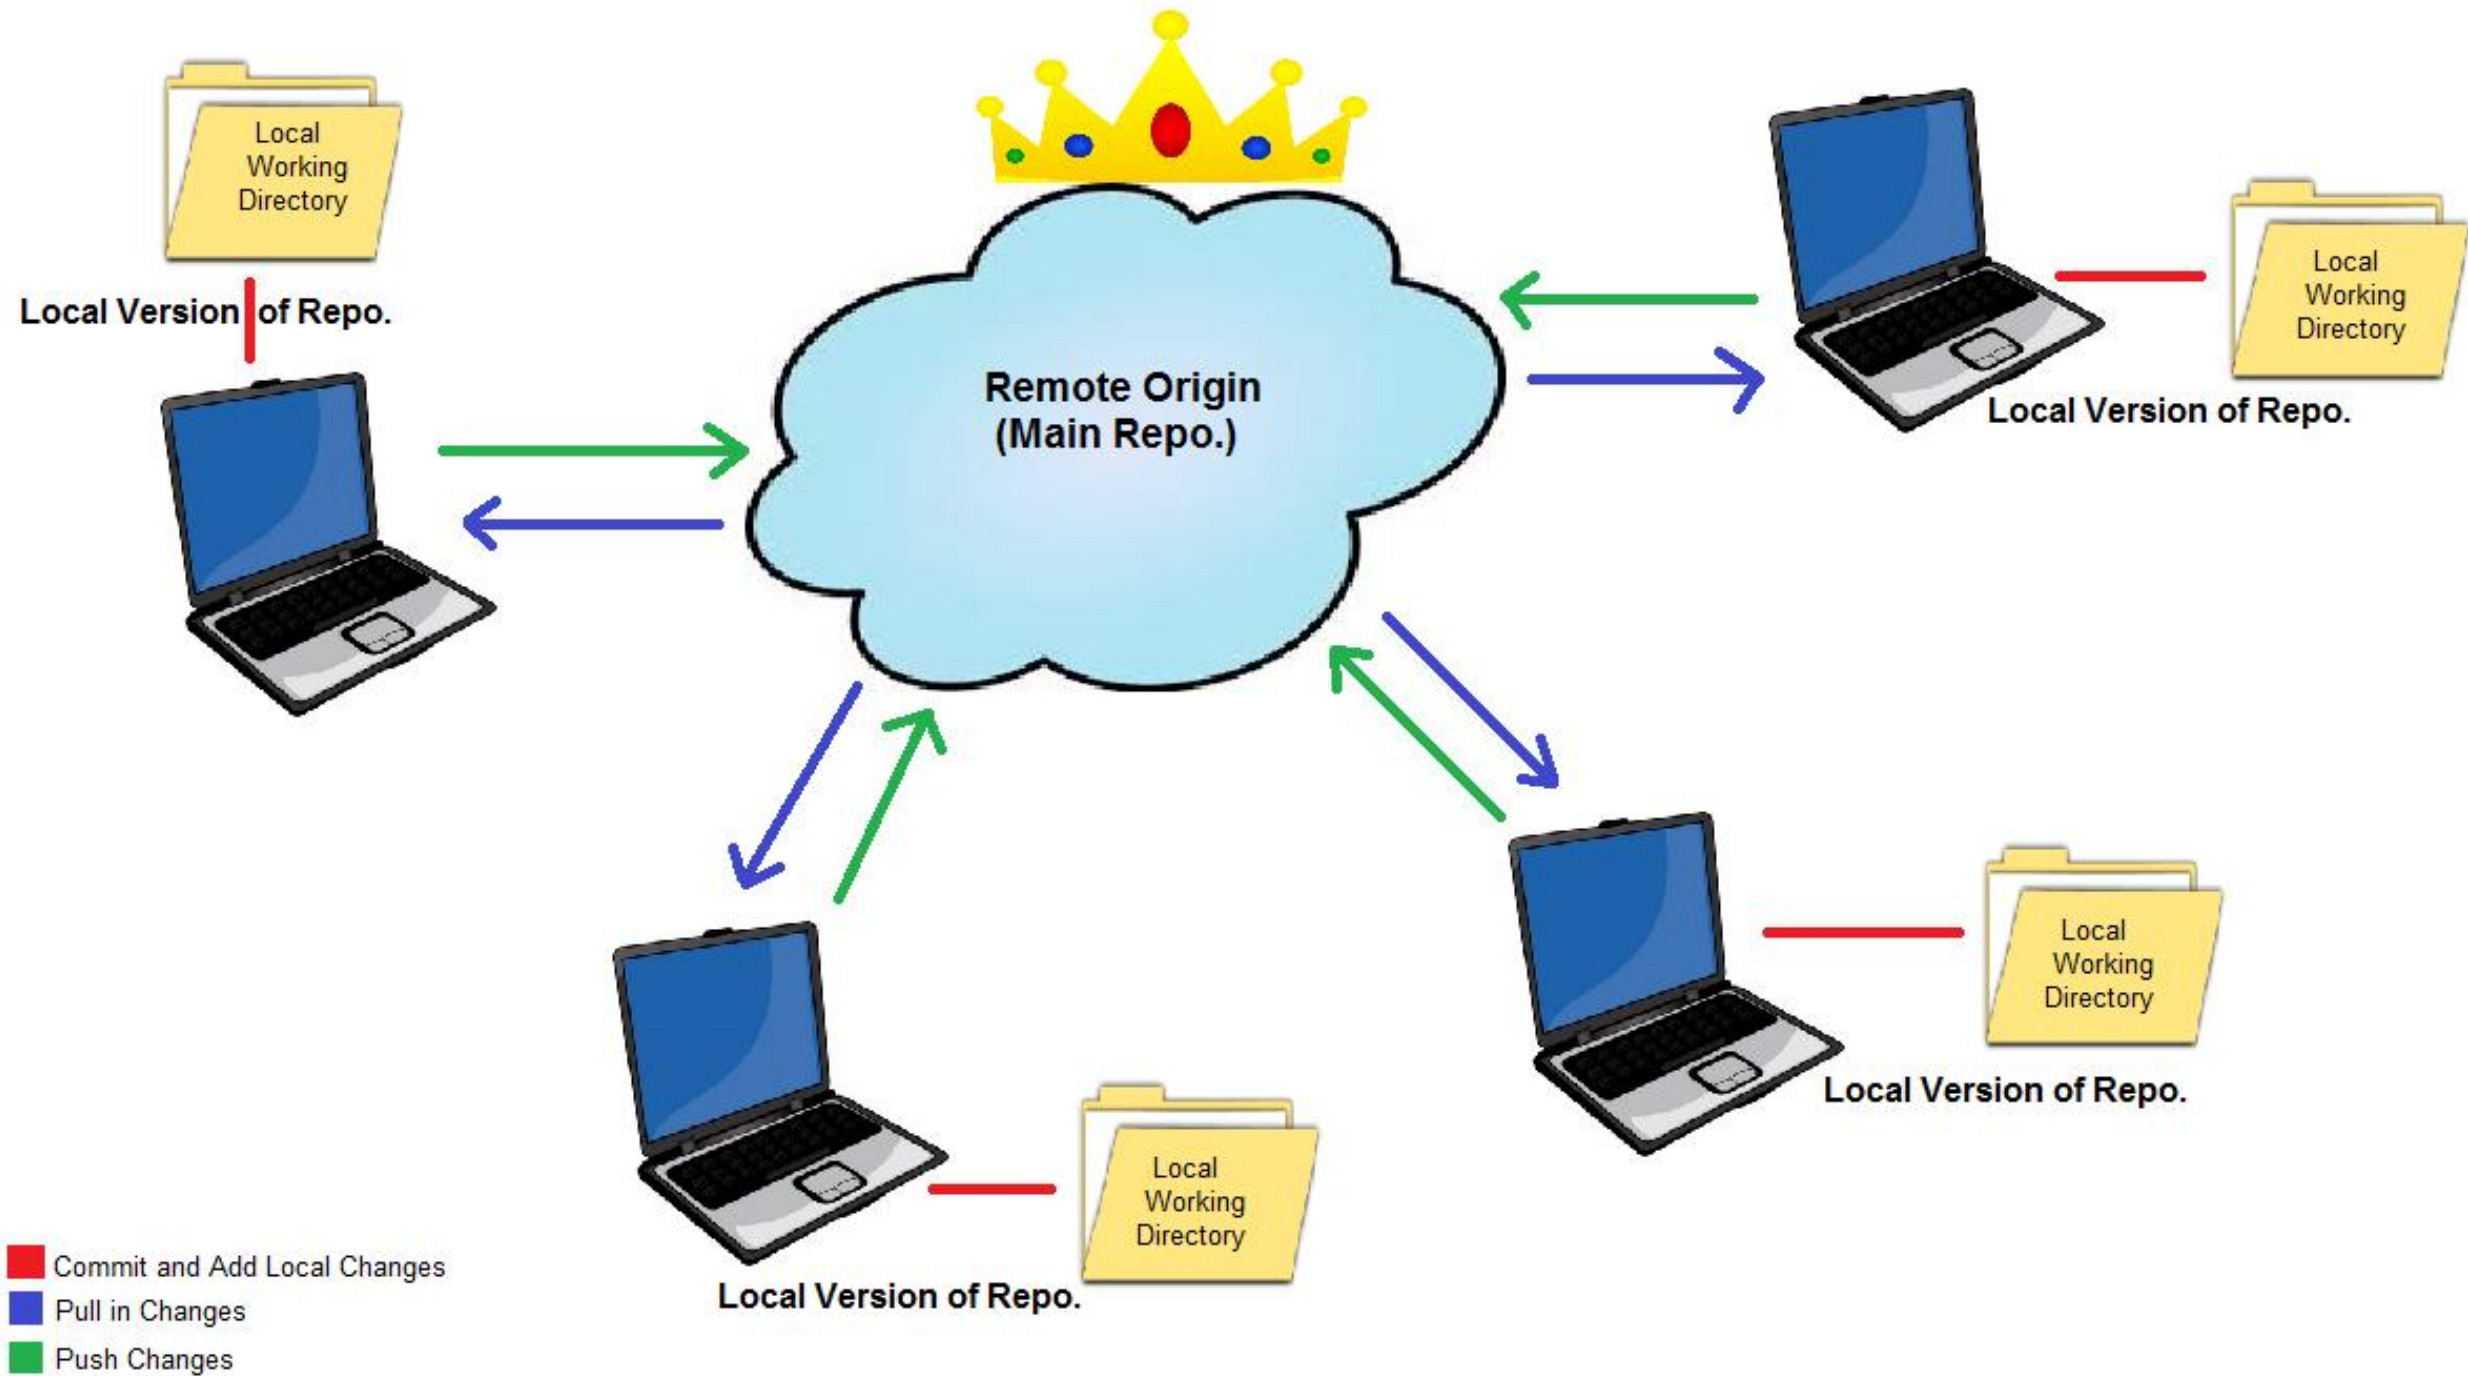 Local
Working
Directory
Local Version of Repo.
Remote Origin
(Main Repo.)
Local
Working
Directory
Local Version of Repo.
Local
Working
Directory
Local Version of Repo.
Local
Working
Directory
Local Version of Repo.
Commit and Add Local Changes
Pull in Changes
Push Changes